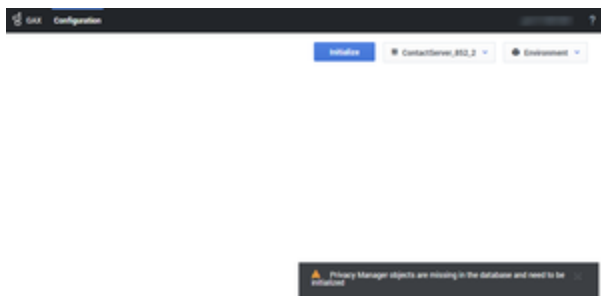 GAX Configuration ?
Initialize ContactServer_852_2 Environment
Privacy Manager objects are missing in the database and need to be
initialized